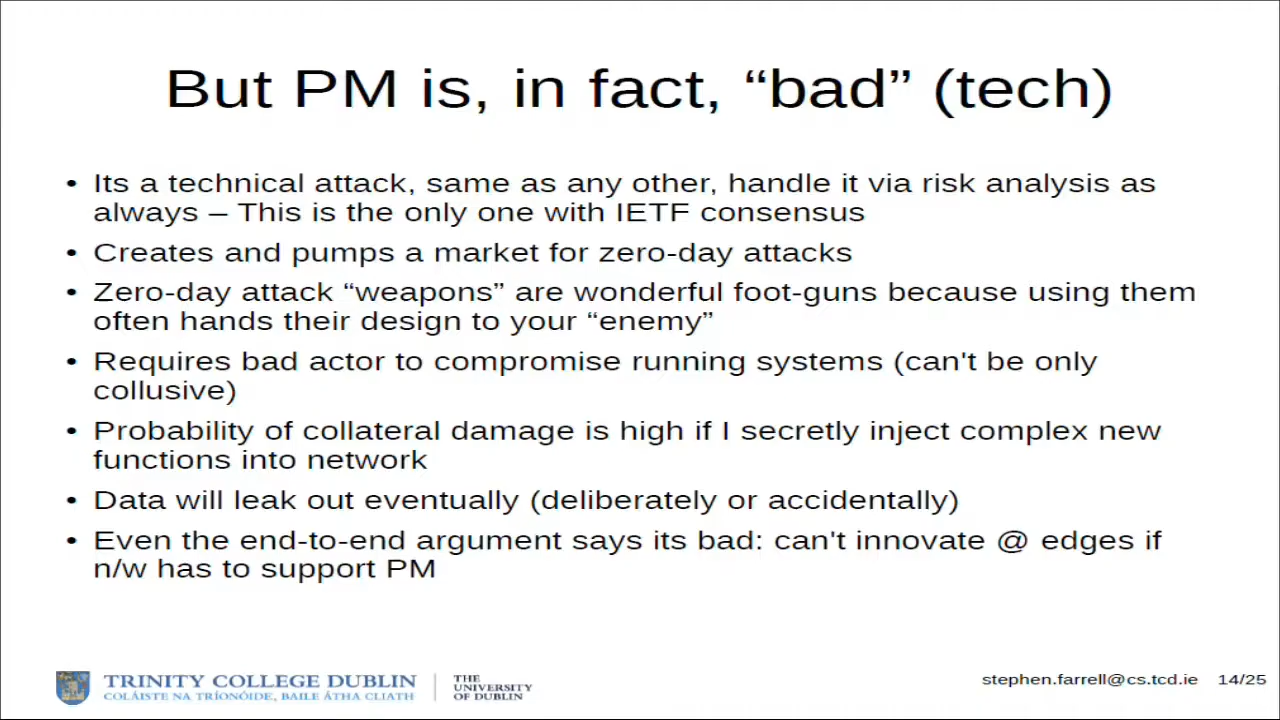 But PM is, in fact, “bad” (tech)
• Its a technical attack, same as any other, handle it via risk analysis as
always – This is the only one with IETF consensus
• Creates and pumps a market for zero-day attacks
• Zero-day attack “weapons” are wonderful foot-guns because using them
often hands their design to your “enemy”
• Requires bad actor to compromise running systems (can't be only
collusive)
• Probability of collateral damage is high if I secretly inject complex new
functions into network
• Data will leak out eventually (deliberately or accidentally)
• Even the end-to-end argument says its bad: can't innovate @ edges if
n/w has to support PM
TRINITY COLLEGE DUBLIN
COLÁISTE NA TRÍONÓIDE, BAILE ÁTHA CLIATH
THE
UNIVERSITY
OF DUBLIN
stephen.farrell@cs.tcd.ie 14/25